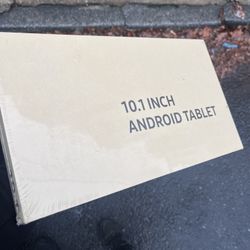 10.1 INCH
ANDROID TABLET